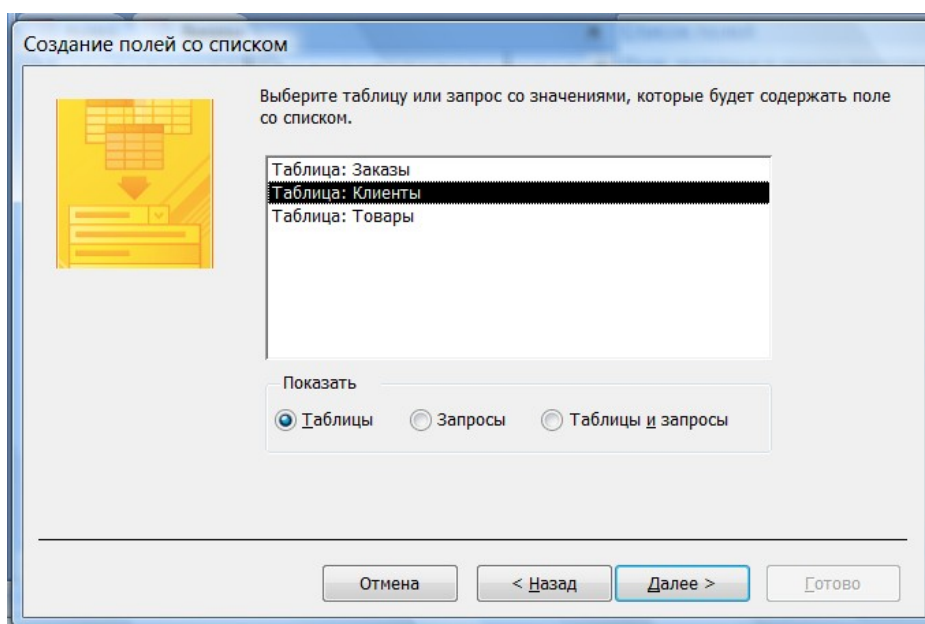 Создание полей со списком
Выберите таблицу или запрос со значениями, которые будет содержать поле
со списком.
Таблица: Заказы
Таблица: Клиенты
Таблица: Товары
Показать
Таблицы Запросы Таблицы и запросы
Отмена < Назад Далее > Готово